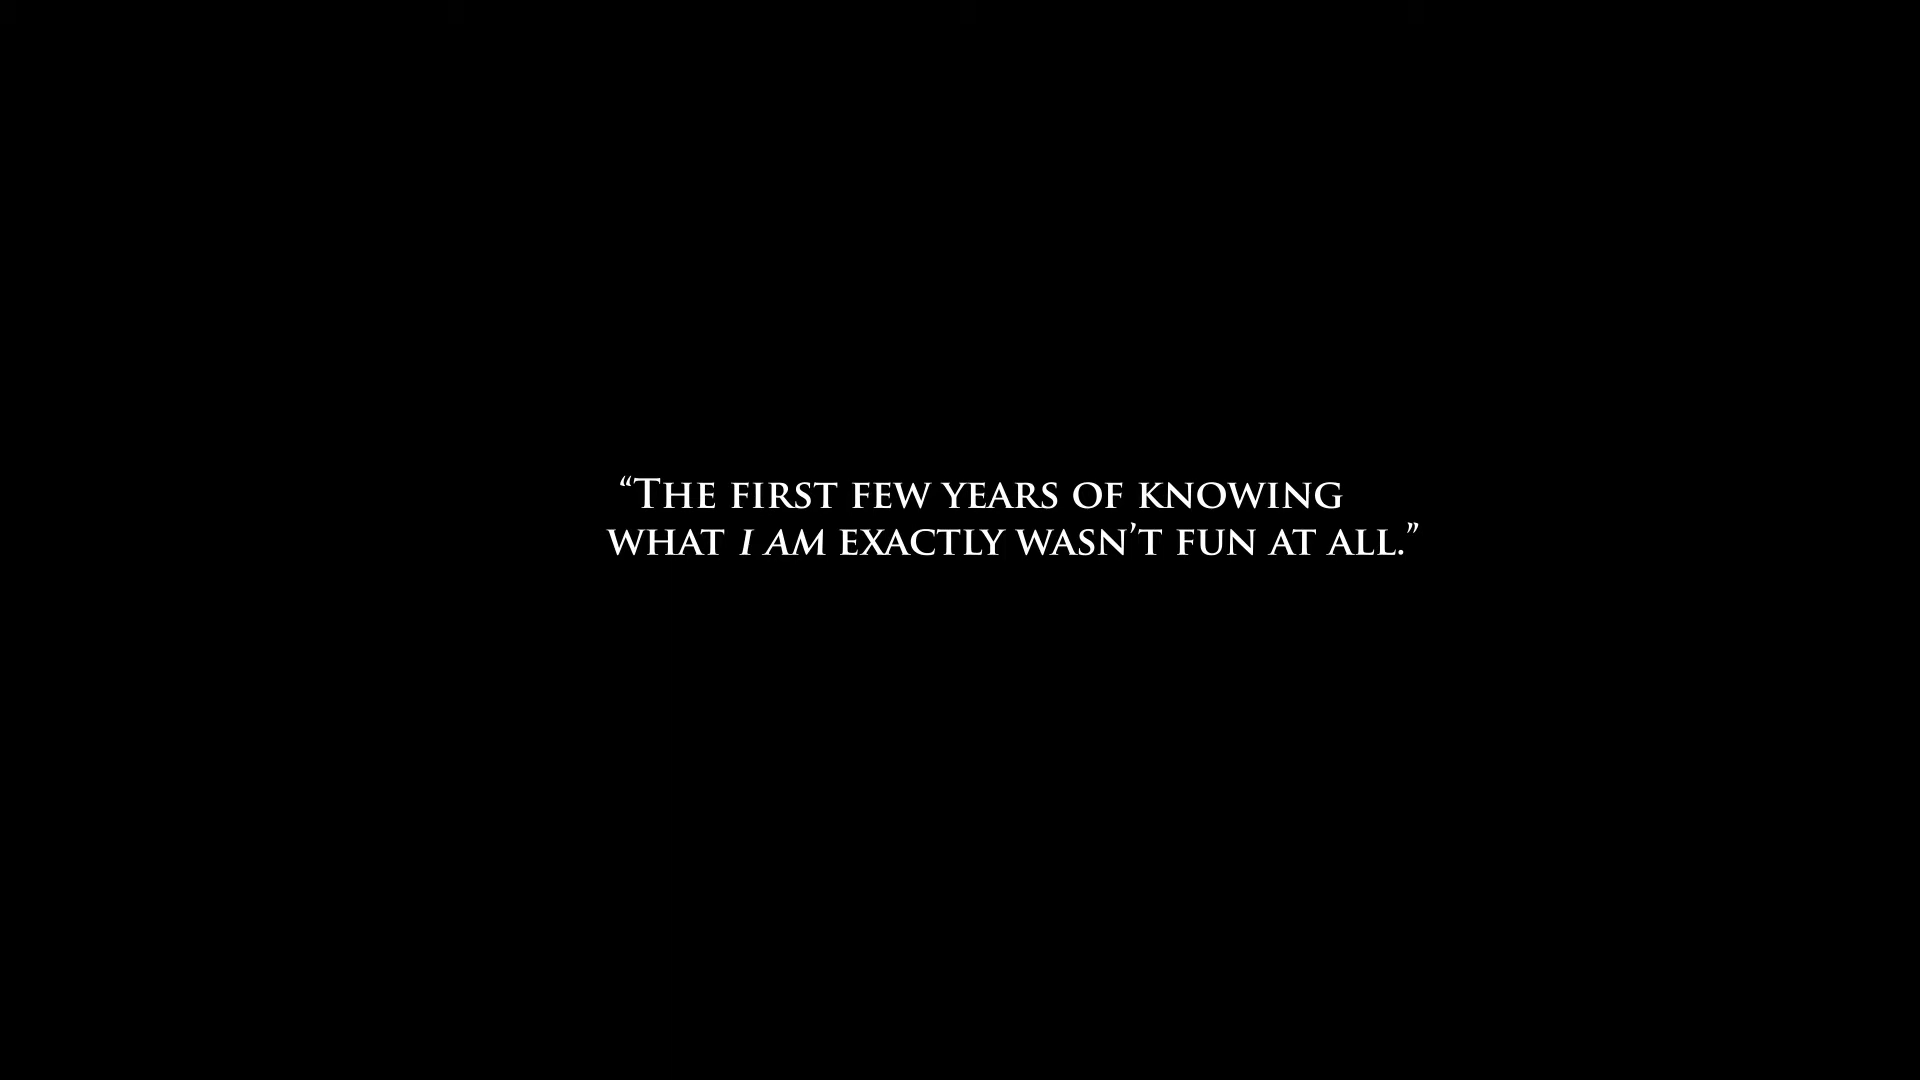 “The first few years of knowing
what I am exactly wasn’t fun at all.”